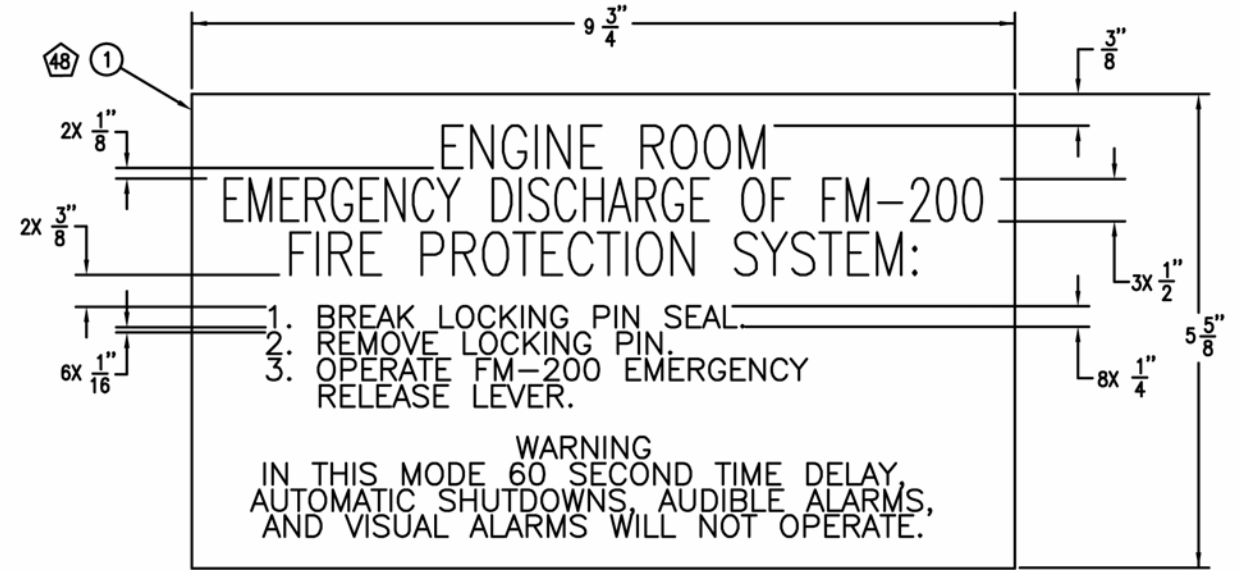 9 3/4"
48 1
3/8"
2X 1/8"
ENGINE ROOM
EMERGENCY DISCHARGE OF FM-200
2X 3/8"
FIRE PROTECTION SYSTEM:
3X 1/2"
1. BREAK LOCKING PIN SEAL.
5 5/8"
2. REMOVE LOCKING PIN.
6X 1/16"
3. OPERATE FM-200 EMERGENCY
8X 1/4"
RELEASE LEVER.
WARNING
IN THIS MODE 60 SECOND TIME DELAY,
AUTOMATIC SHUTDOWNS, AUDIBLE ALARMS,
AND VISUAL ALARMS WILL NOT OPERATE.